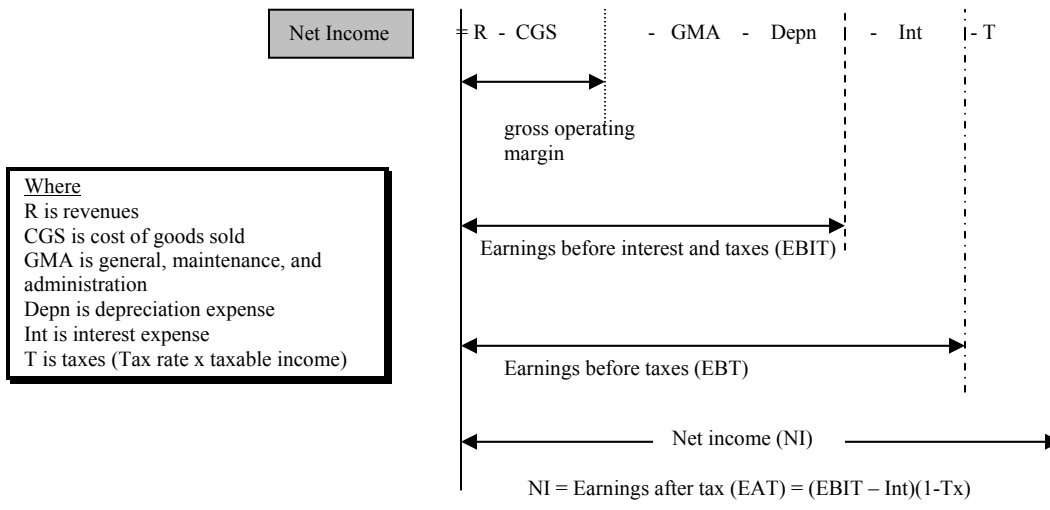 Net Income = R - CGS - GMA - Depn - Int - T
gross operating
margin
Where
R is revenues
CGS is cost of goods sold
GMA is general, maintenance, and
administration
Depn is depreciation expense
Int is interest expense
T is taxes (Tax rate x taxable income)
Earnings before interest and taxes (EBIT)
Earnings before taxes (EBT)
Net income (NI)
NI = Earnings after tax (EAT) = (EBIT – Int)(1-Tx)